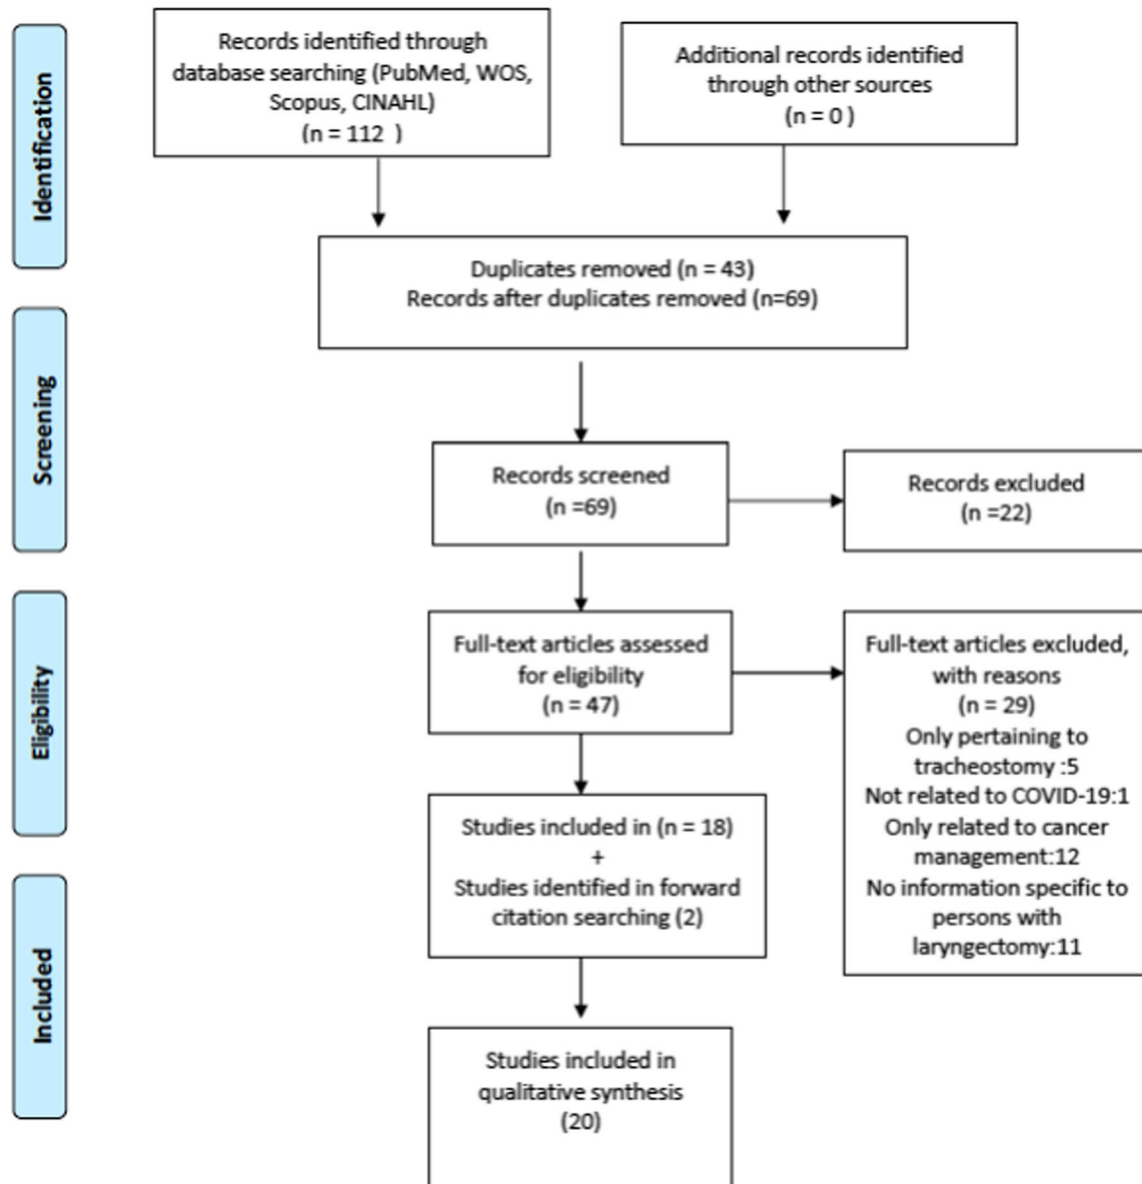 Identification
Records identified through
database searching (PubMed, WOS,
Scopus, CINAHL)
(n = 112 )
Additional records identified
through other sources
(n = 0 )
Duplicates removed (n = 43)
Records after duplicates removed (n=69)
Screening
Records screened
(n =69)
Records excluded
(n =22)
Eligibility
Full-text articles assessed
for eligibility
(n = 47)
Full-text articles excluded,
with reasons
(n = 29)
Only pertaining to
tracheostomy :5
Not related to COVID-19:1
Only related to cancer
management:12
No information specific to
persons with
laryngectomy:11
Studies included in (n = 18)
+
Studies identified in forward
citation searching (2)
Included
Studies included in
qualitative synthesis
(20)